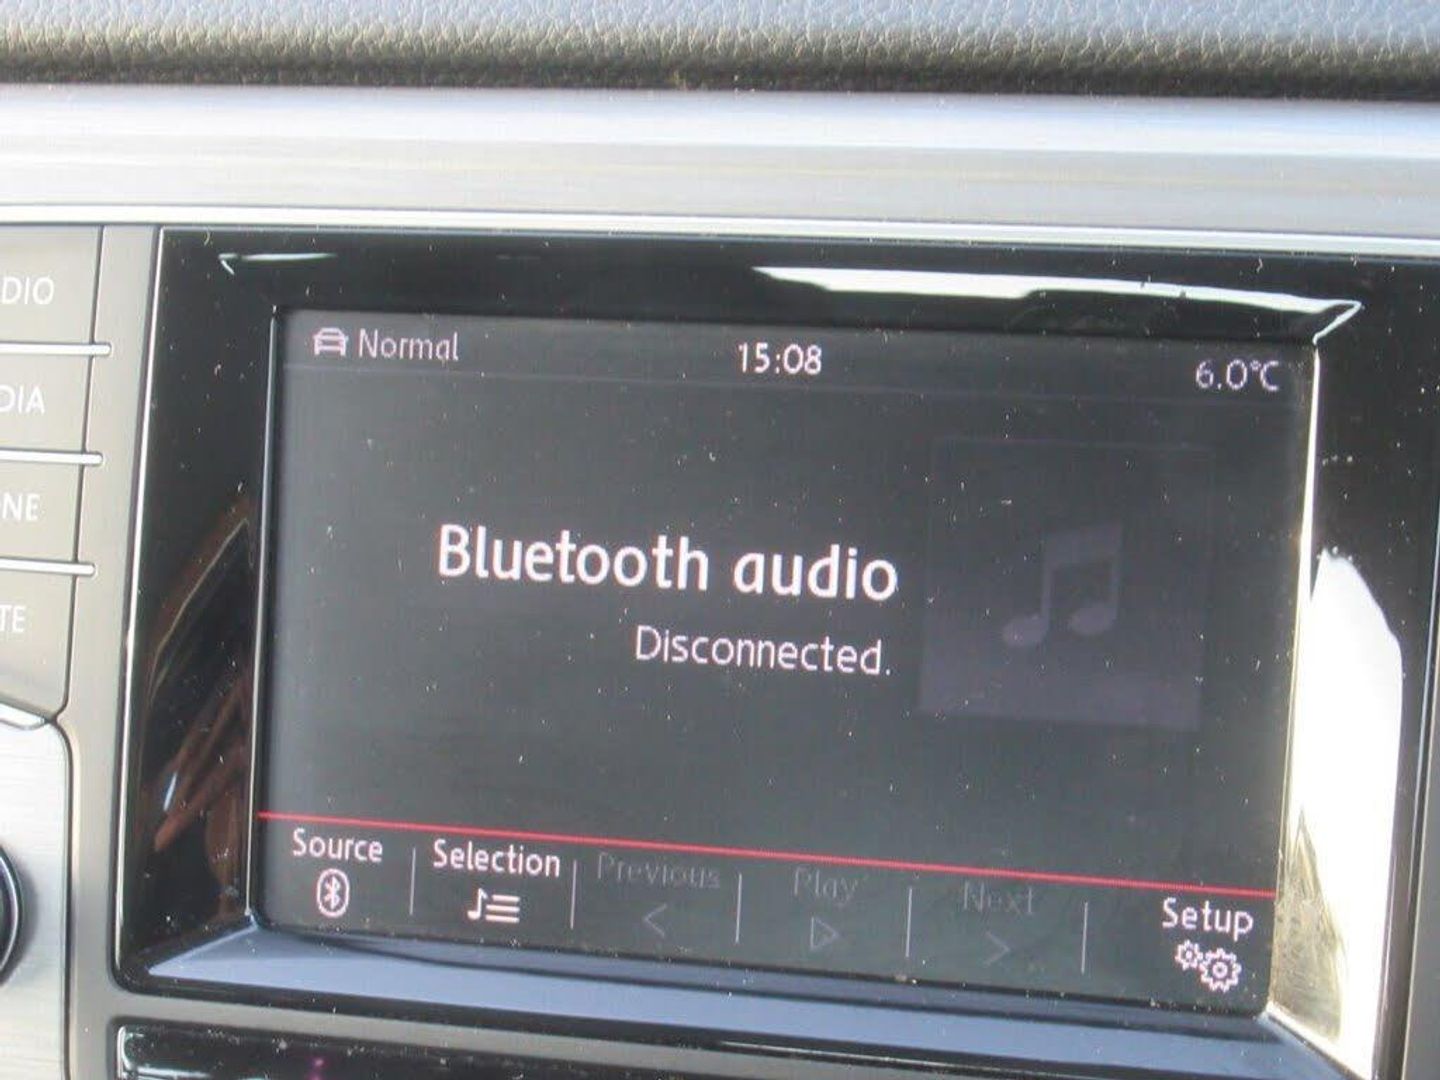 Normal 15:08 6.0°C
DIO
DIA
NE
TE
Bluetooth audio
Disconnected.
Source Selection Previous Play Next Setup